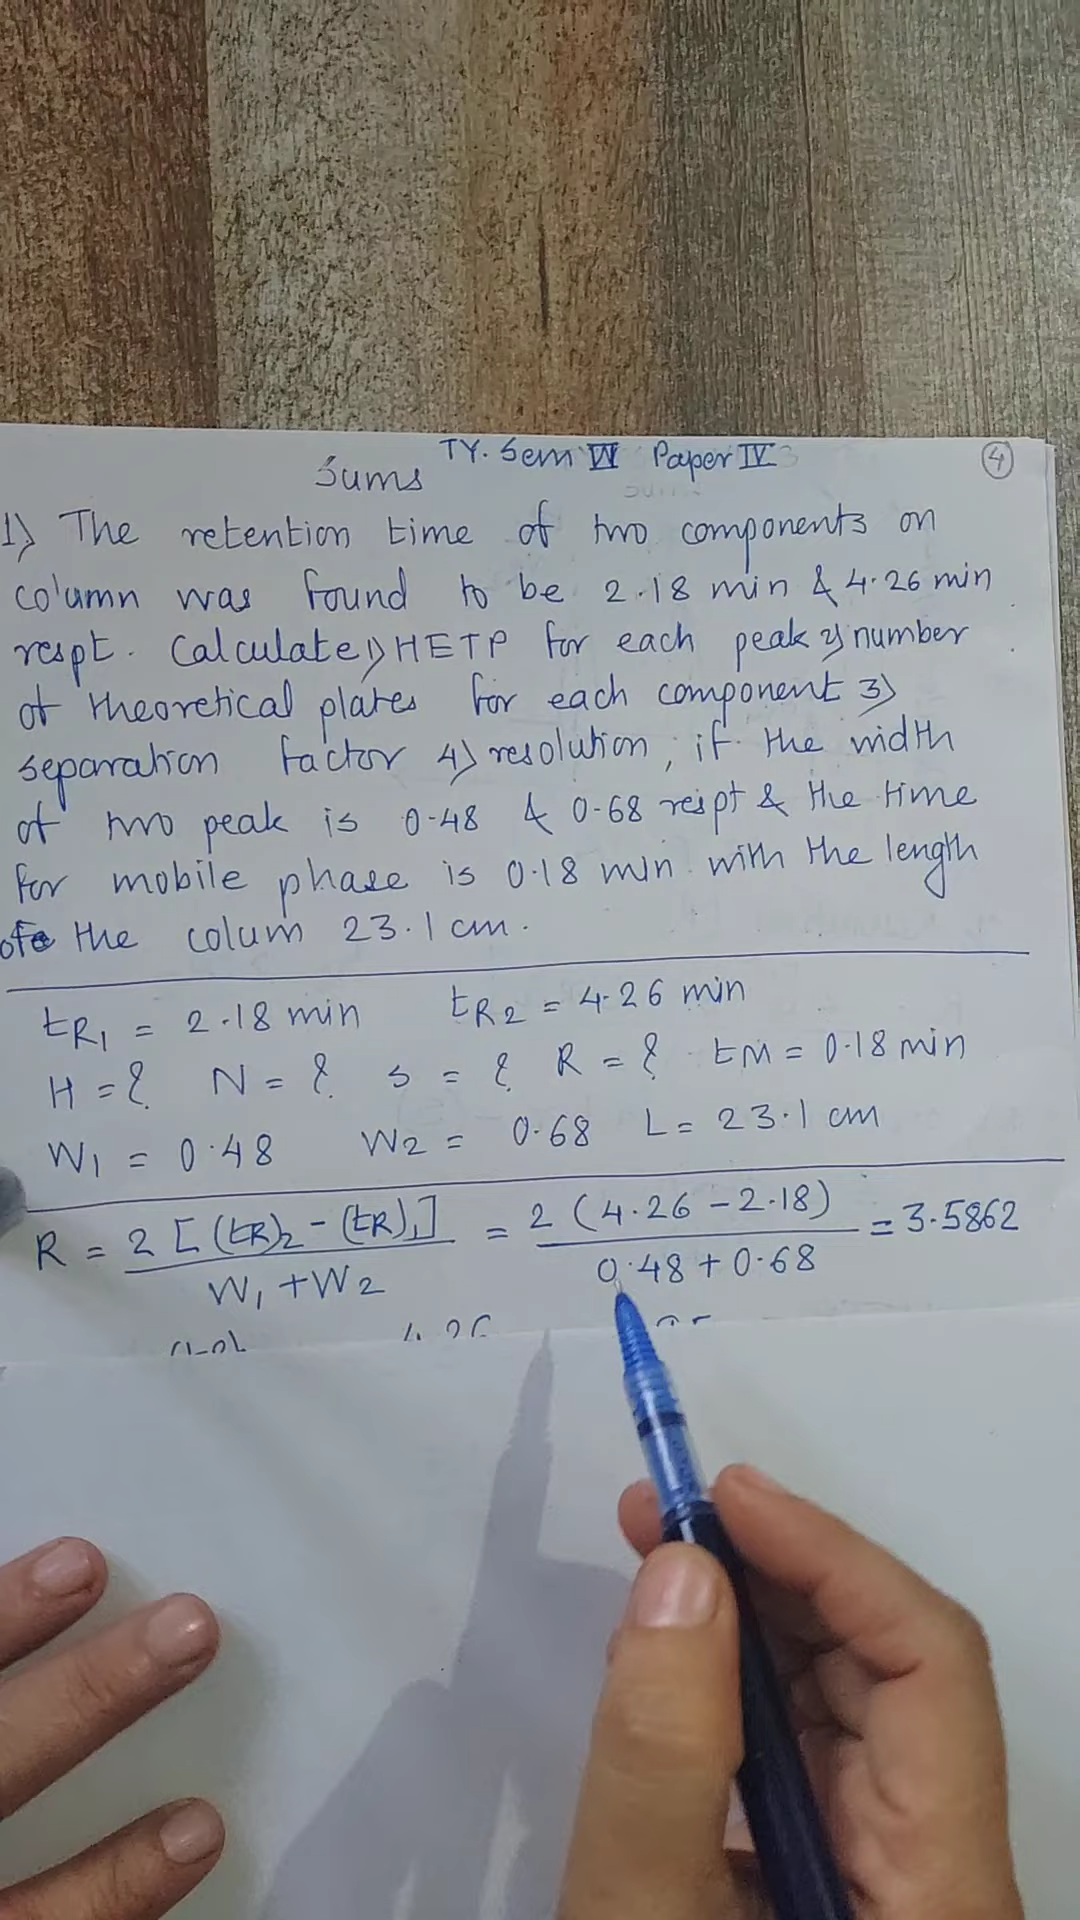 TY. Sem VI Paper IV
Sums
4
1) The retention time of two components on
column was found to be 2.18 min & 4.26 min
respt. Calculate 1) HETP for each peak 2) number
of theoretical plates for each component 3)
separation factor 4) resolution, if the width
of two peak is 0.48 & 0.68 respt & the time
for mobile phase is 0.18 min with the length
of the colum 23.1 cm.
tR1 = 2.18 min tR2 = 4.26 min
H = ? N = ? S = ? R = ? tM = 0.18 min
W1 = 0.48 W2 = 0.68 L = 23.1 cm
R = 2 [(tR)2 - (tR)1] / W1 + W2 = 2 (4.26 - 2.18) / 0.48 + 0.68 = 3.5862